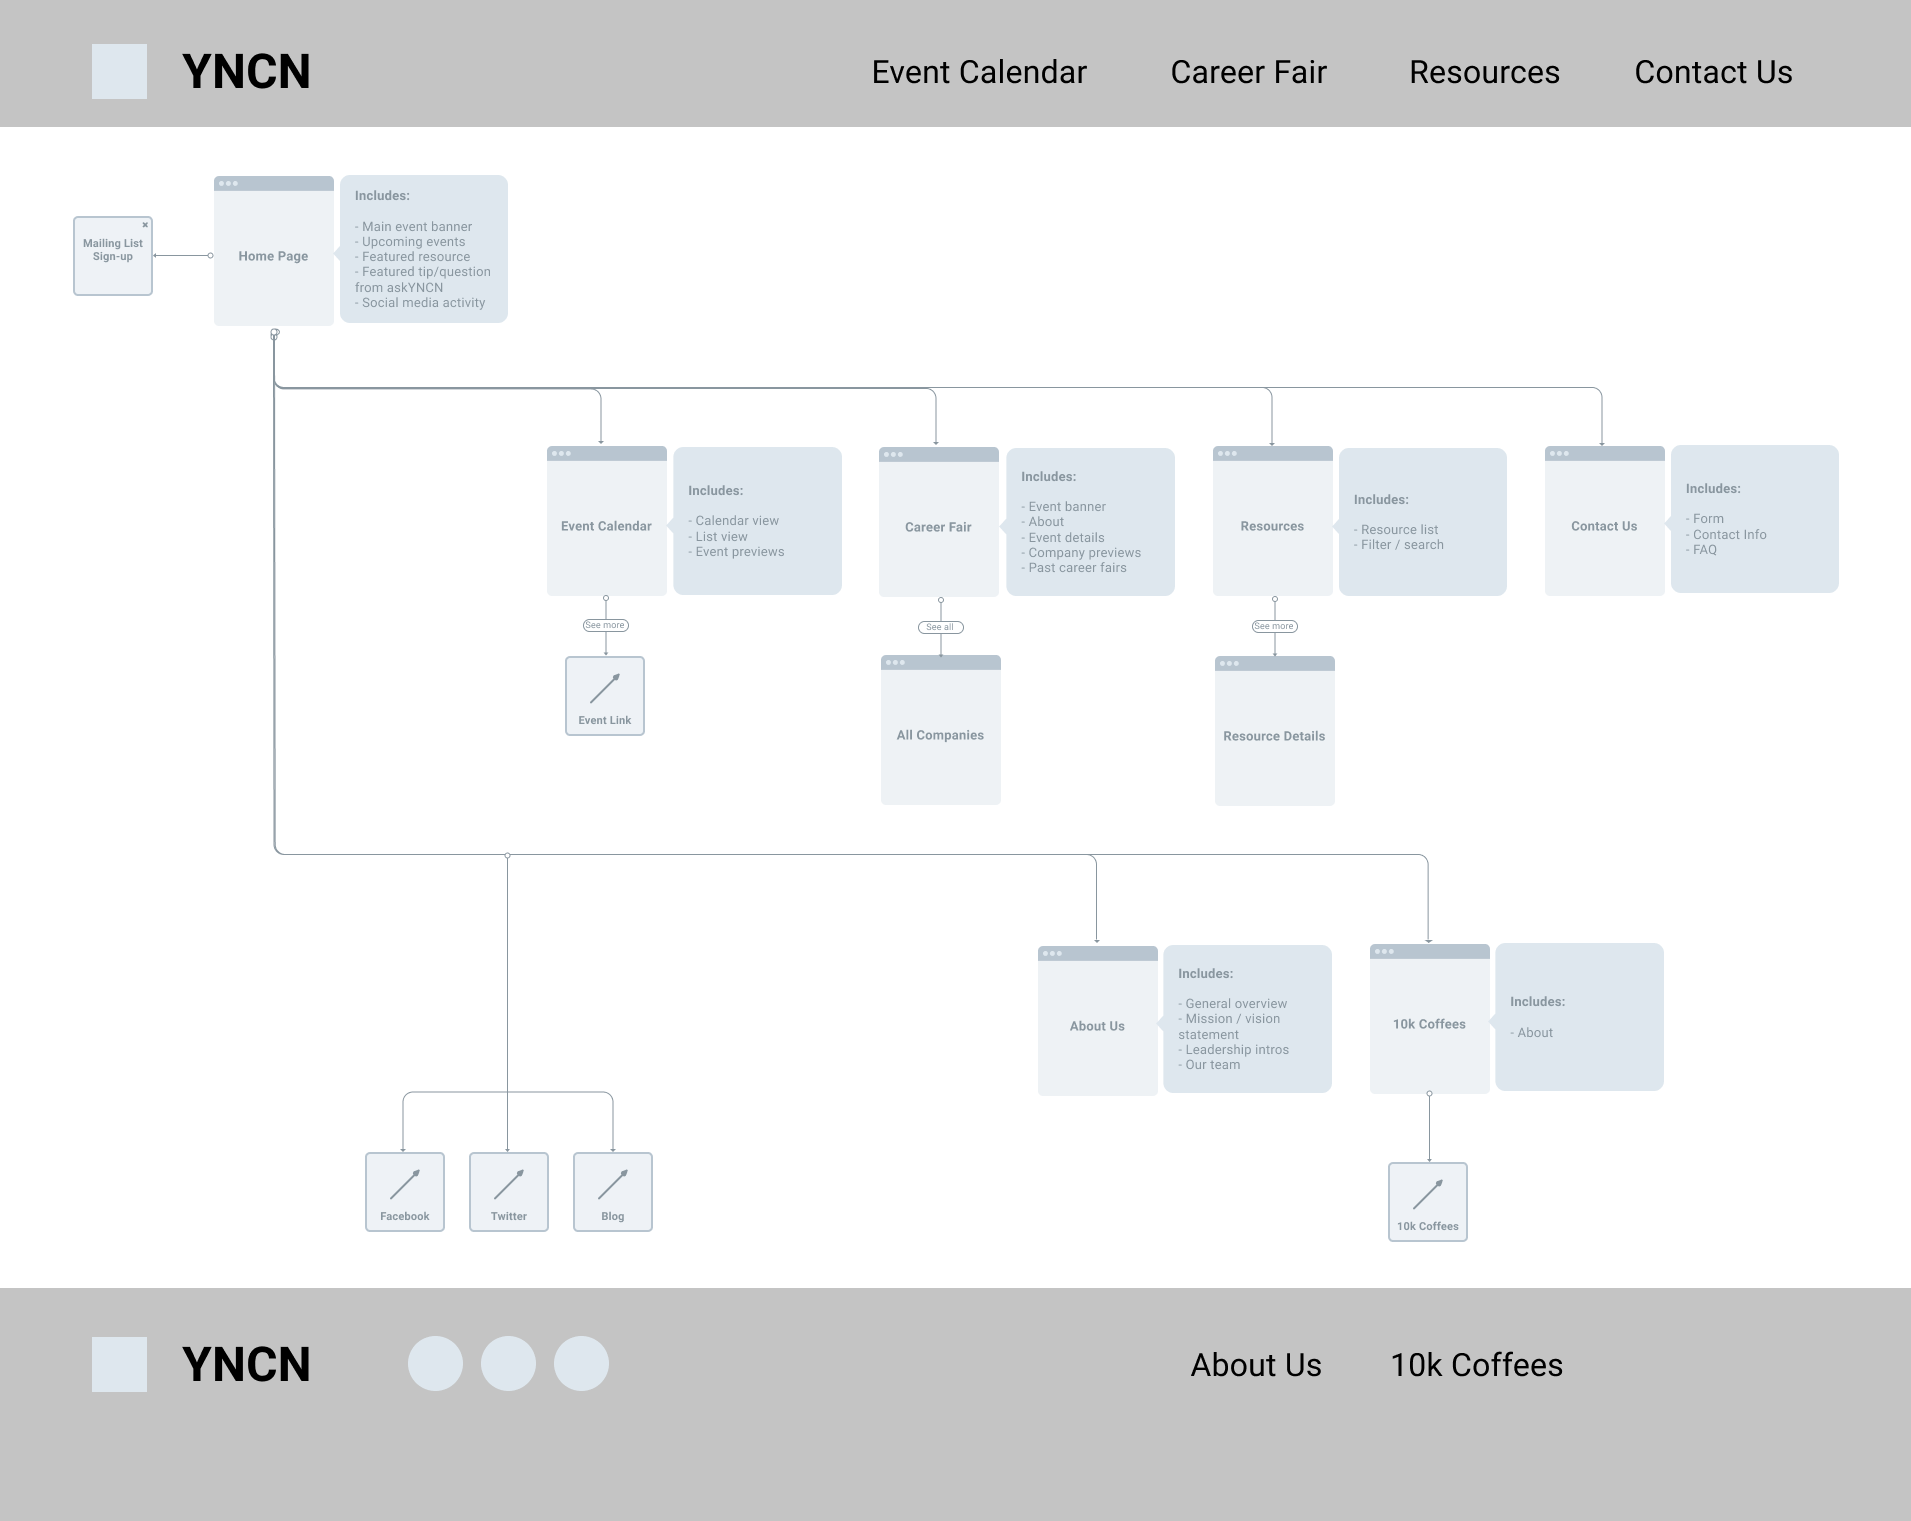 YNCN
Event Calendar
Career Fair
Resources
Contact Us
Mailing List
Sign-up
Home Page
Includes:
- Main event banner
- Upcoming events
- Featured resource
- Featured tip/question
from askYNCN
- Social media activity
Event Calendar
Includes:
- Calendar view
- List view
- Event previews
Career Fair
Includes:
- Event banner
- About
- Event details
- Company previews
- Past career fairs
Resources
Includes:
- Resource list
- Filter / search
Contact Us
Includes:
- Form
- Contact Info
- FAQ
See more
See all
See more
Event Link
All Companies
Resource Details
About Us
Includes:
- General overview
- Mission / vision
statement
- Leadership intros
- Our team
10k Coffees
Includes:
- About
Facebook
Twitter
Blog
10k Coffees
YNCN
About Us
10k Coffees